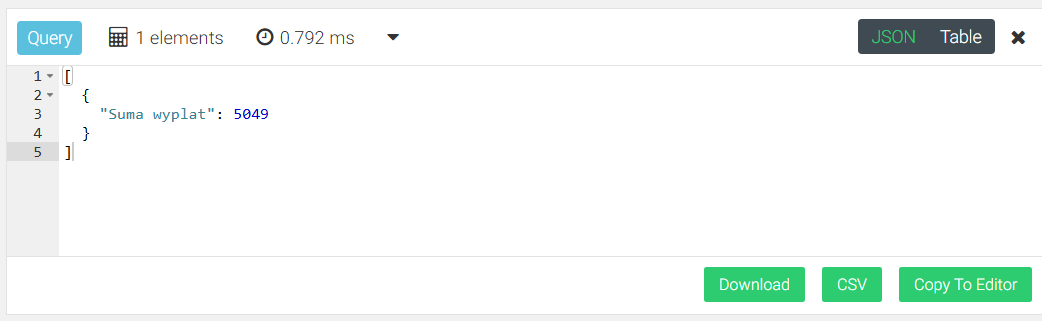 Query 1 elements 0.792 ms JSON Table
1 [
2 {
3 "Suma wyplat": 5049
4 }
5 ]
Download CSV Copy To Editor